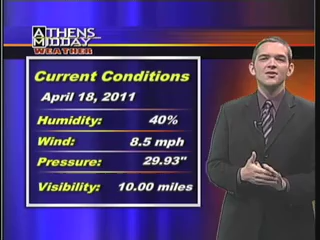 ATHENS
MIDDAY
WEATHER
Current Conditions
April 18, 2011
Humidity: 40%
Wind: 8.5 mph
Pressure: 29.93"
Visibility: 10.00 miles